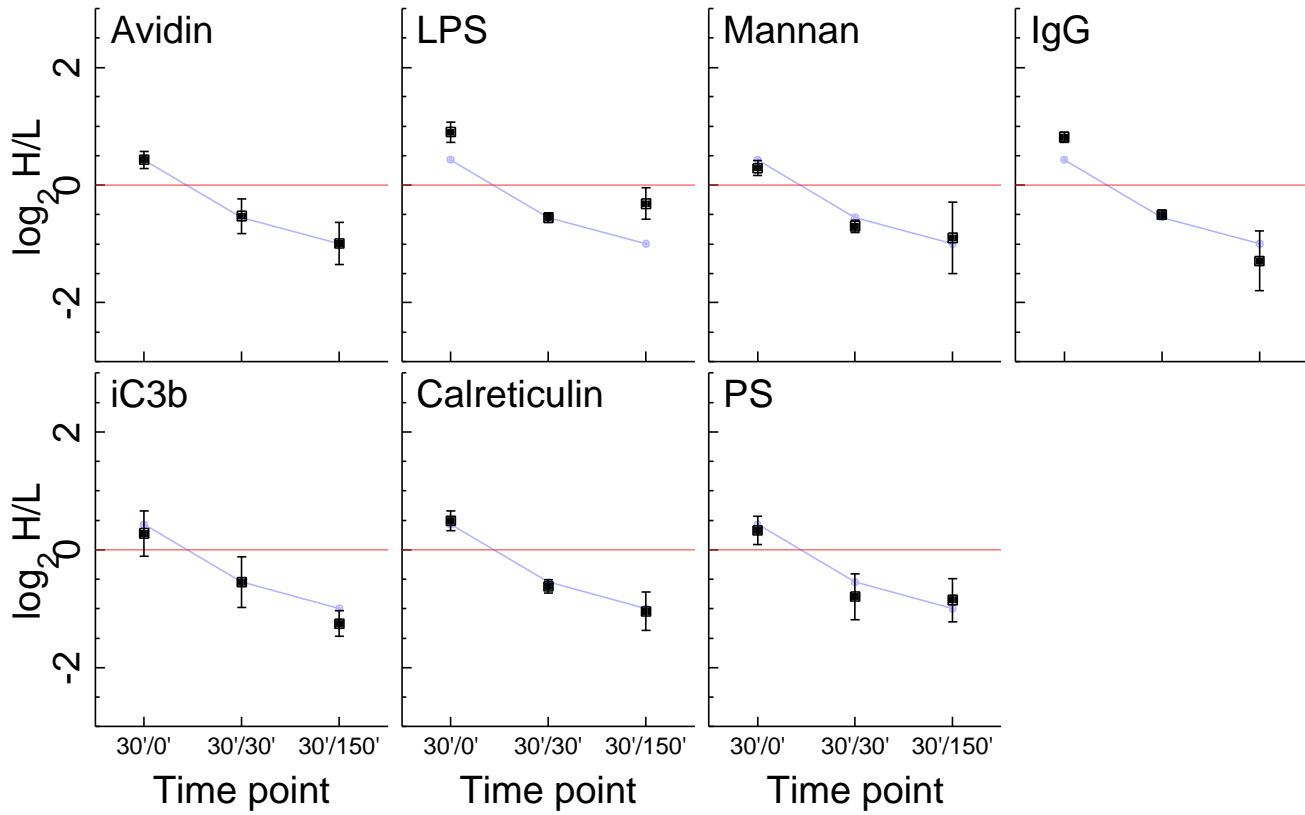 Avidin LPS Mannan IgG
2
0
-2
log2 H/L
iC3b Calreticulin PS
2
0
-2
log2 H/L
30'/0' 30'/30' 30'/150' 30'/0' 30'/30' 30'/150' 30'/0' 30'/30' 30'/150'
Time point Time point Time point